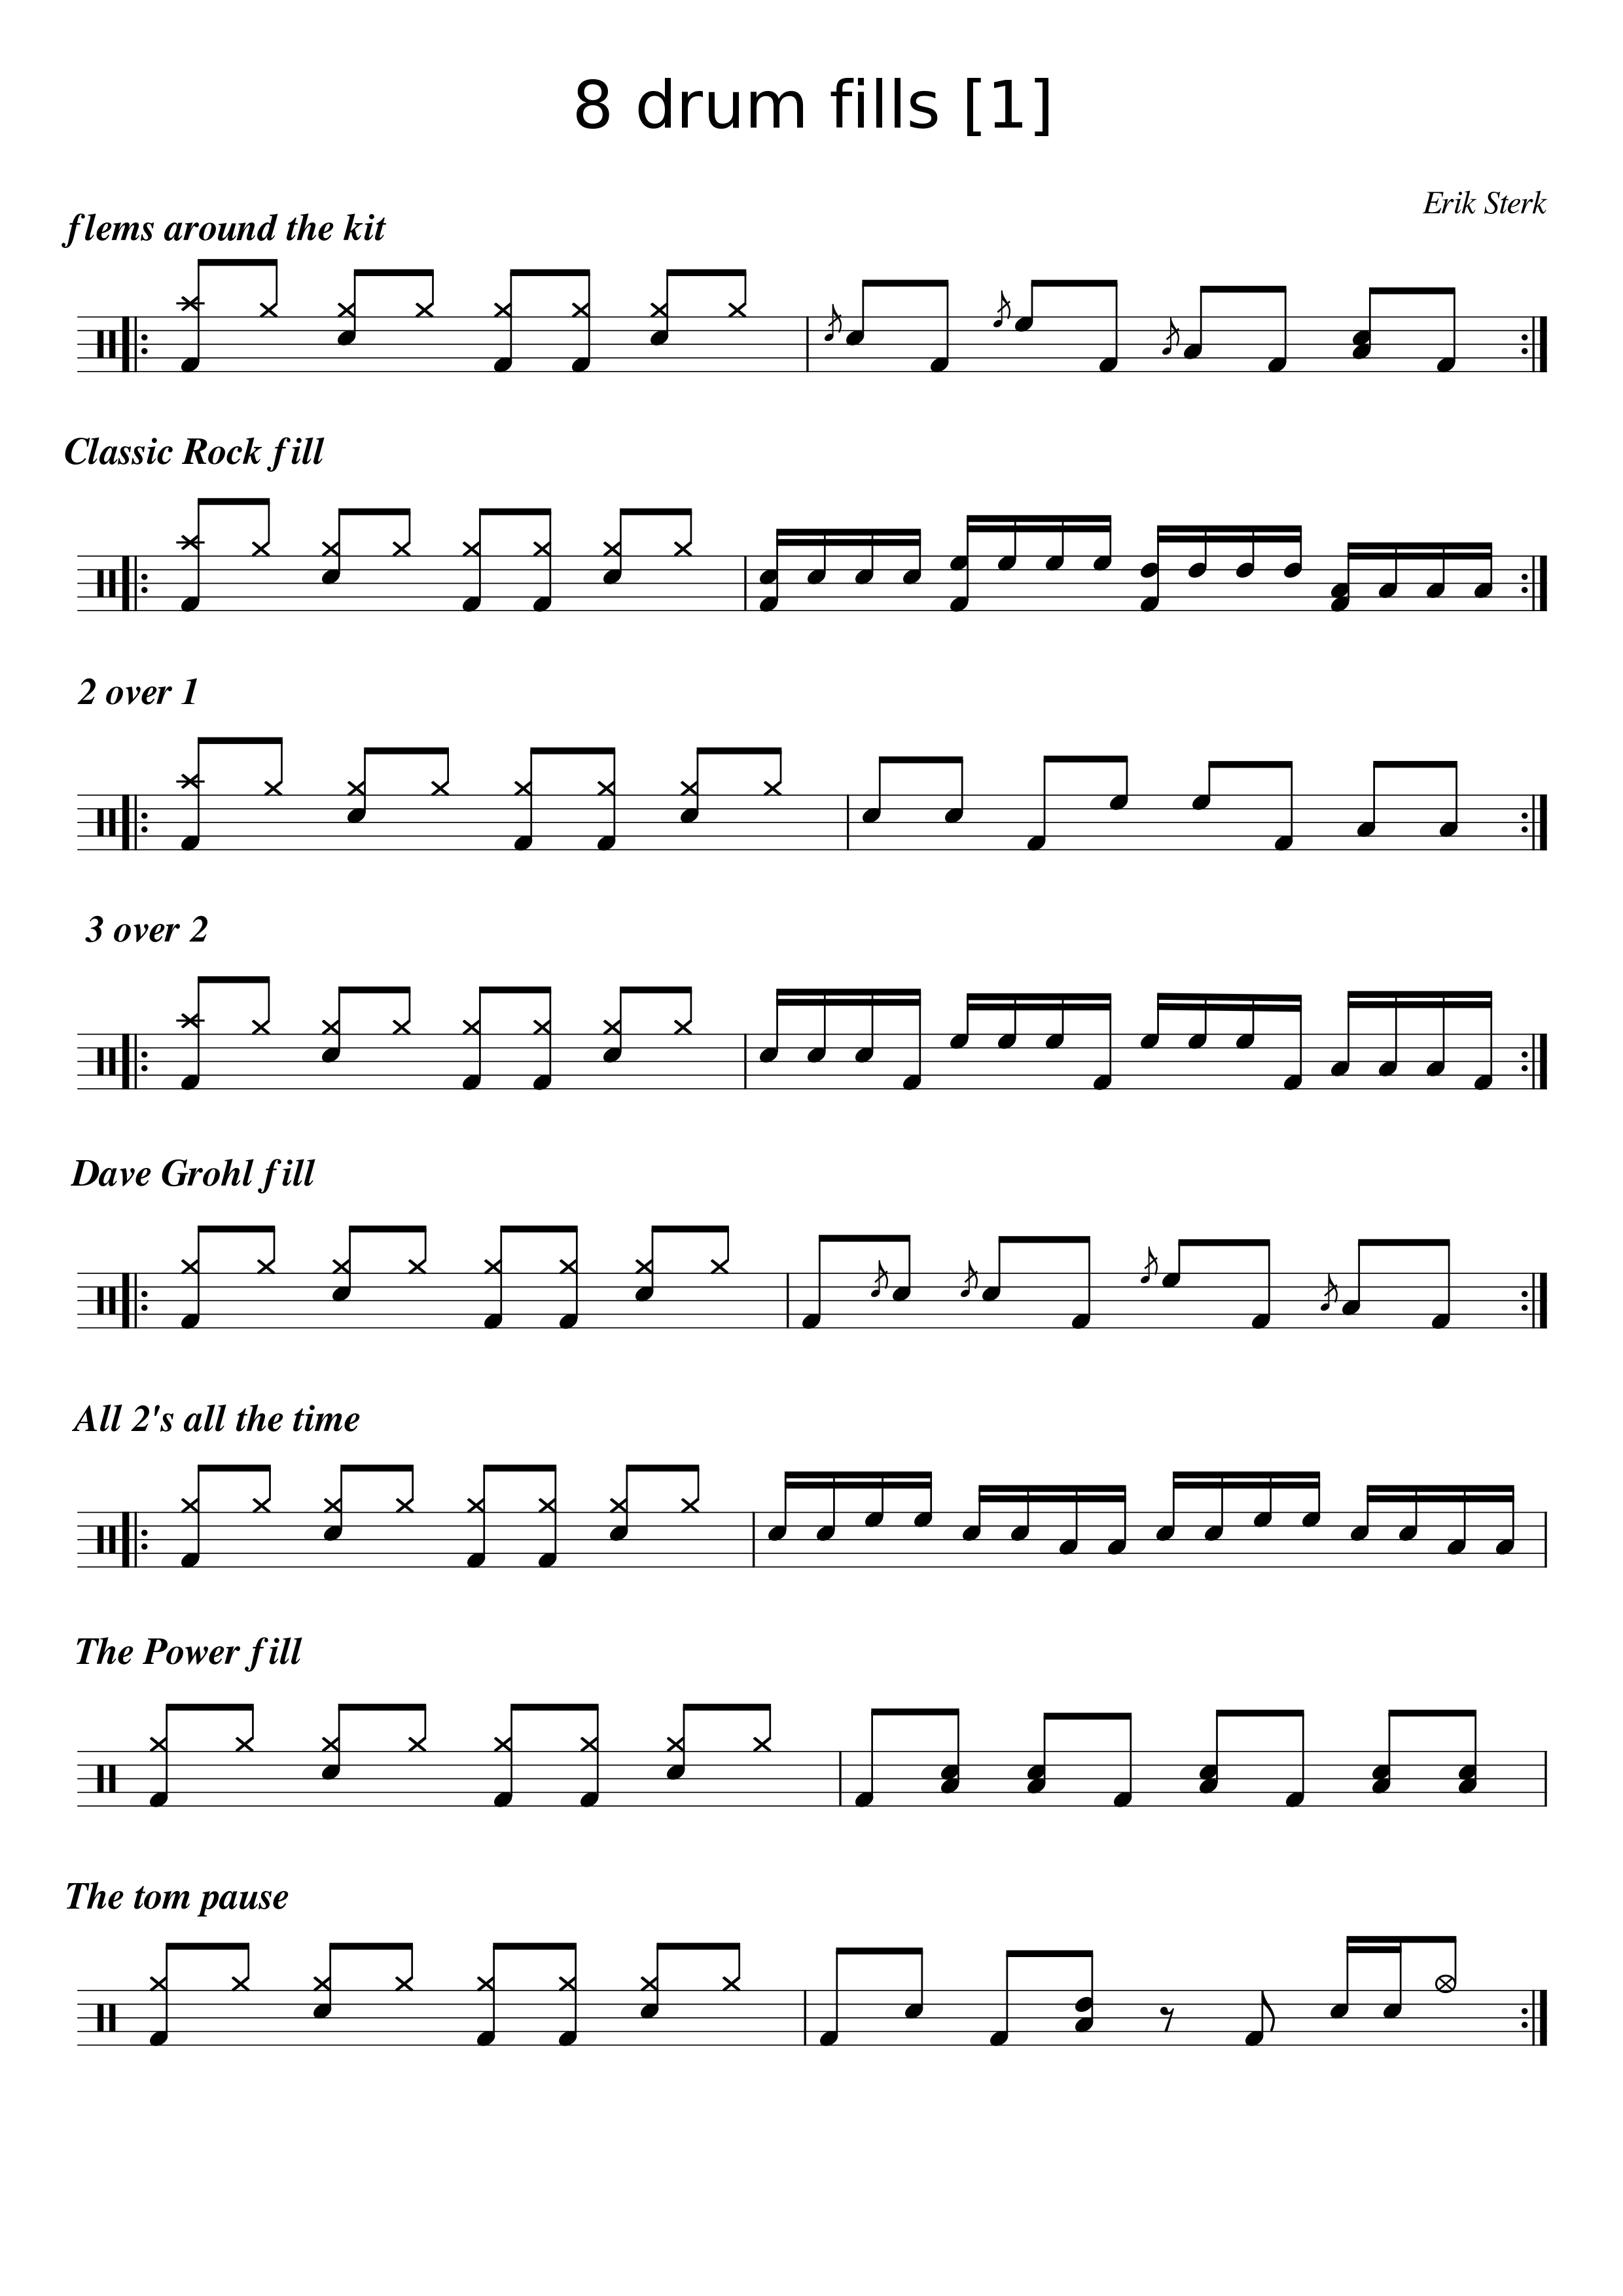 8 drum fills [1]
Erik Sterk
flems around the kit
Classic Rock fill
2 over 1
3 over 2
Dave Grohl fill
All 2's all the time
The Power fill
The tom pause